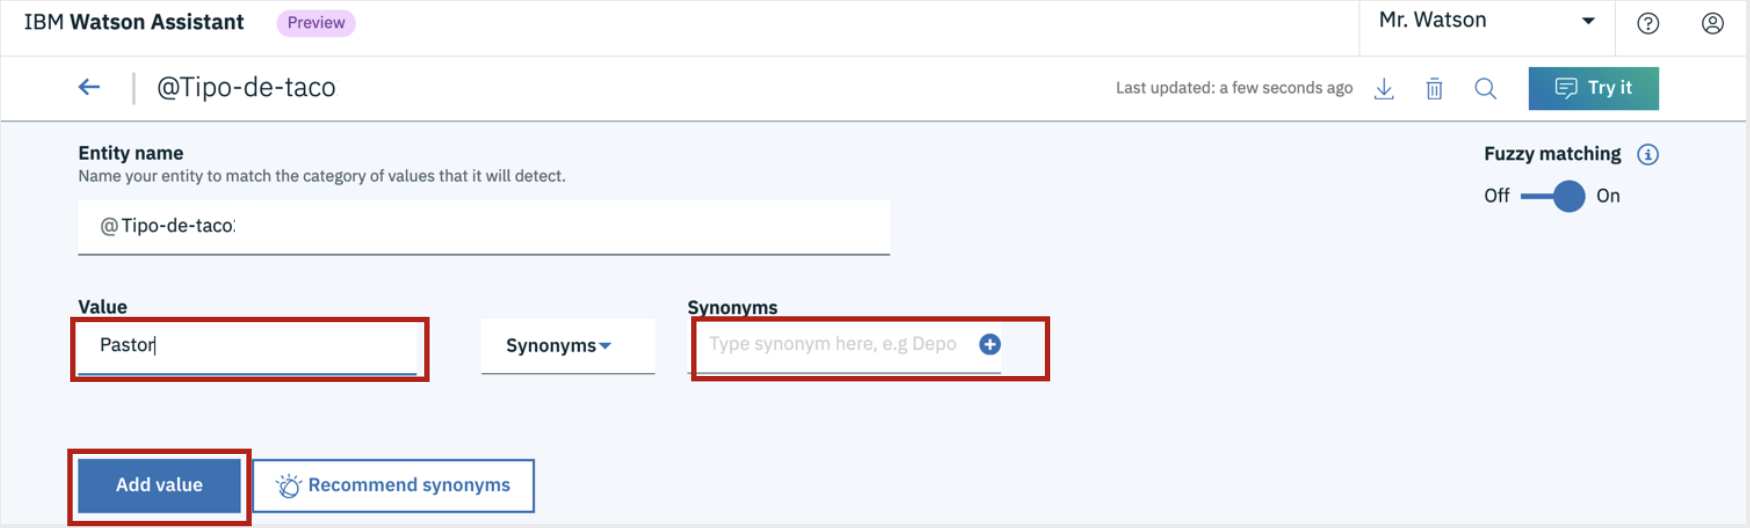 IBM Watson Assistant Preview Mr. Watson
@Tipo-de-taco
Last updated: a few seconds ago Try it
Entity name
Name your entity to match the category of values that it will detect.
@Tipo-de-taco
Fuzzy matching
Off On
Value
Pastor
Synonyms
Synonyms
Type synonym here, e.g Depo
Add value Recommend synonyms